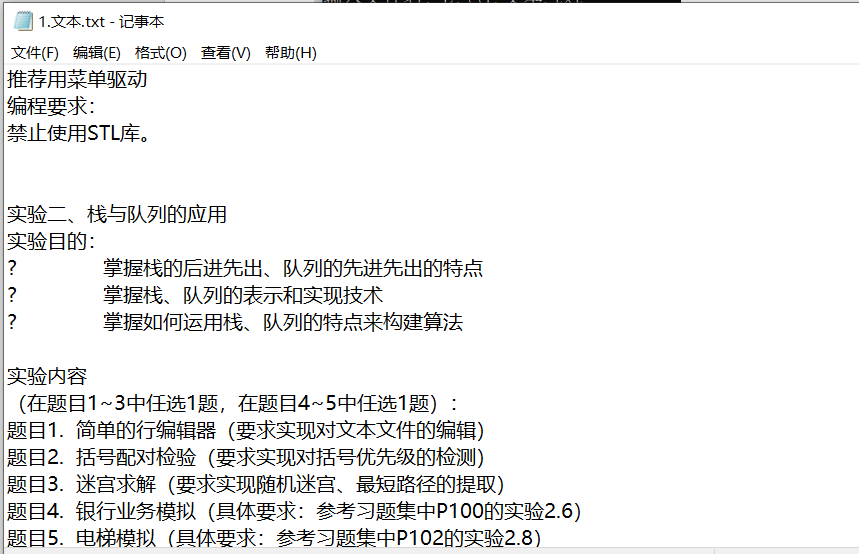 1.文本.txt - 记事本
文件(F) 编辑(E) 格式(O) 查看(V) 帮助(H)
推荐用菜单驱动
编程要求：
禁止使用STL库。
实验二、栈与队列的应用
实验目的：
? 掌握栈的后进先出、队列的先进先出的特点
? 掌握栈、队列的表示和实现技术
? 掌握如何运用栈、队列的特点来构建算法
实验内容
（在题目1~3中任选1题，在题目4~5中任选1题）：
题目1. 简单的行编辑器（要求实现对文本文件的编辑）
题目2. 括号配对检验（要求实现对括号优先级的检测）
题目3. 迷宫求解（要求实现随机迷宫、最短路径的提取）
题目4. 银行业务模拟（具体要求：参考习题集中P100的实验2.6）
题目5. 电梯模拟（具体要求：参考习题集中P102的实验2.8）